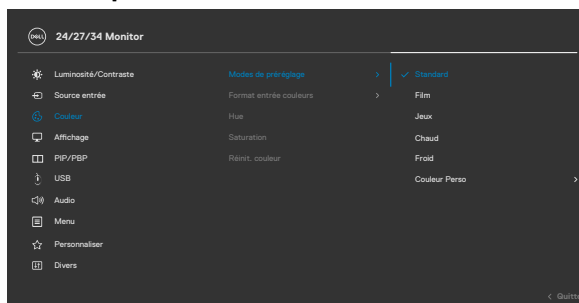 DELL 24/27/34 Monitor
Luminosité/Contraste
Source entrée
Couleur
Affichage
PIP/PBP
USB
Audio
Menu
Personnaliser
Divers
Modes de préréglage
Format entrée couleurs
Hue
Saturation
Réinit. couleur
Standard
Film
Jeux
Chaud
Froid
Couleur Perso